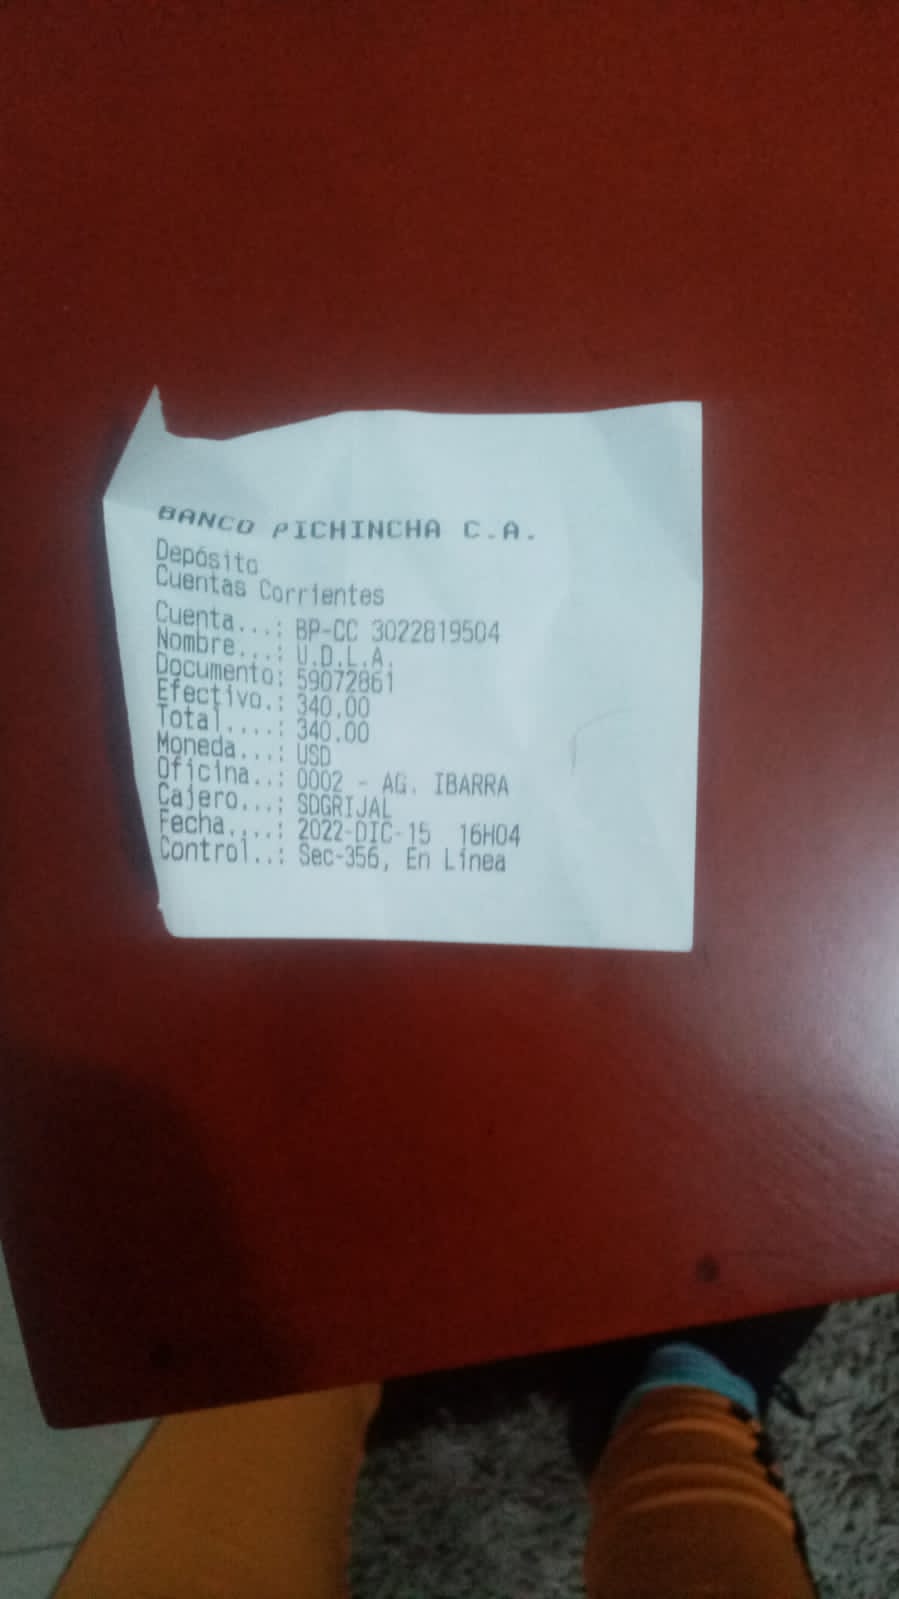 BANCO PICHINCHA C.A.
Depósito
Cuentas Corrientes
Cuenta...: BP-CC 3022819504
Nombre...: U.D.L.A.
Documento: 59072861
Efectivo.: 340.00
Total....: 340.00
Moneda...: USD
Oficina..: 0002 - AG. IBARRA
Cajero...: SDGRIJAL
Fecha....: 2022-DIC-15 16H04
Control..: Sec-356, En Línea